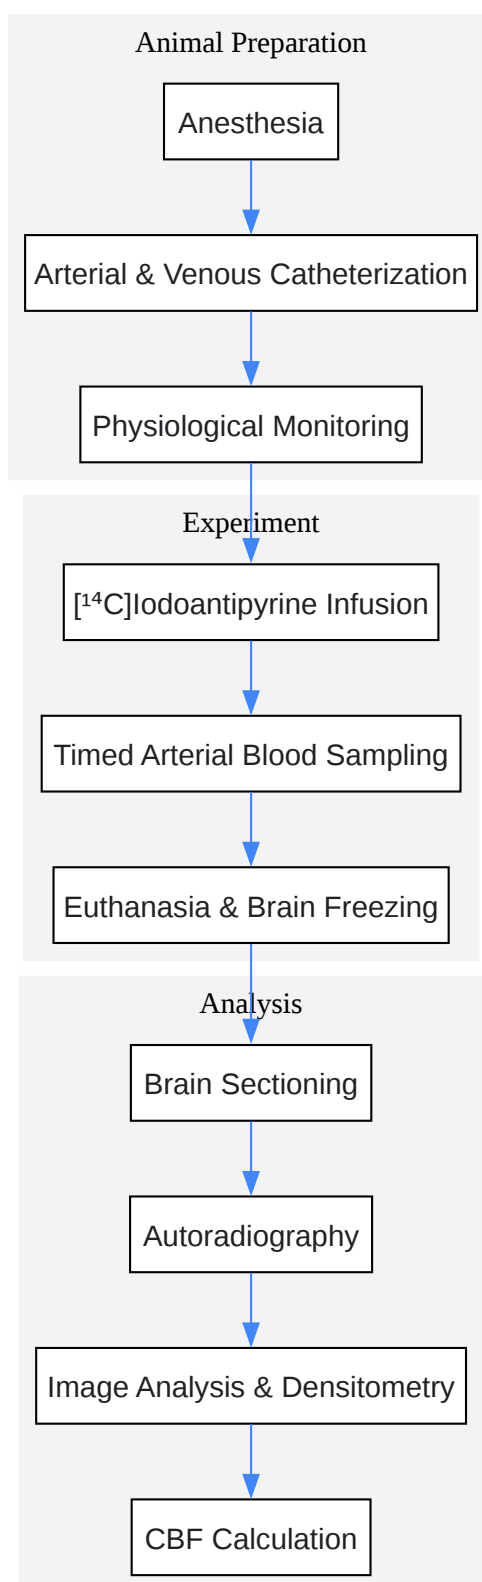 Animal Preparation
Anesthesia
Arterial & Venous Catheterization
Physiological Monitoring
Experiment
[¹⁴C]Iodoantipyrine Infusion
Timed Arterial Blood Sampling
Euthanasia & Brain Freezing
Analysis
Brain Sectioning
Autoradiography
Image Analysis & Densitometry
CBF Calculation